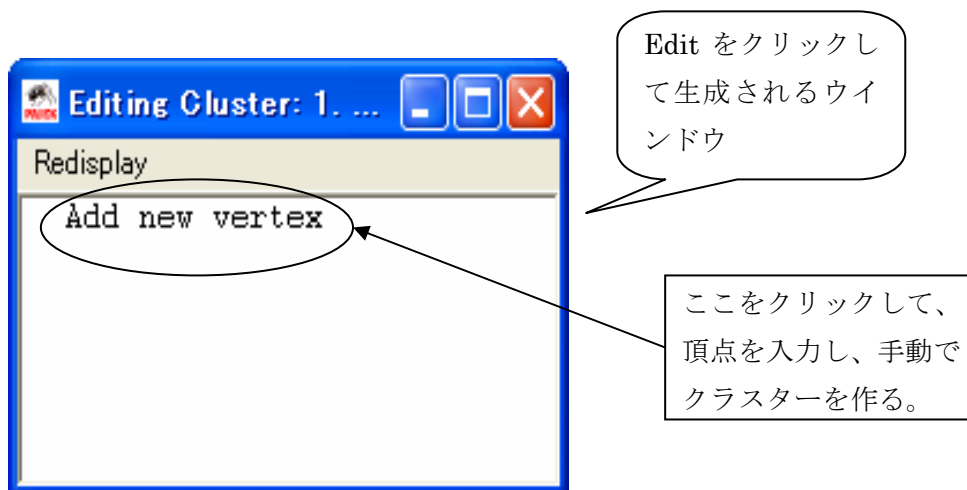 Edit をクリックし
て生成されるウイ
ンドウ
Editing Cluster: 1. ...
Redisplay
Add new vertex
ここをクリックして、
頂点を入力し、手動で
クラスターを作る。